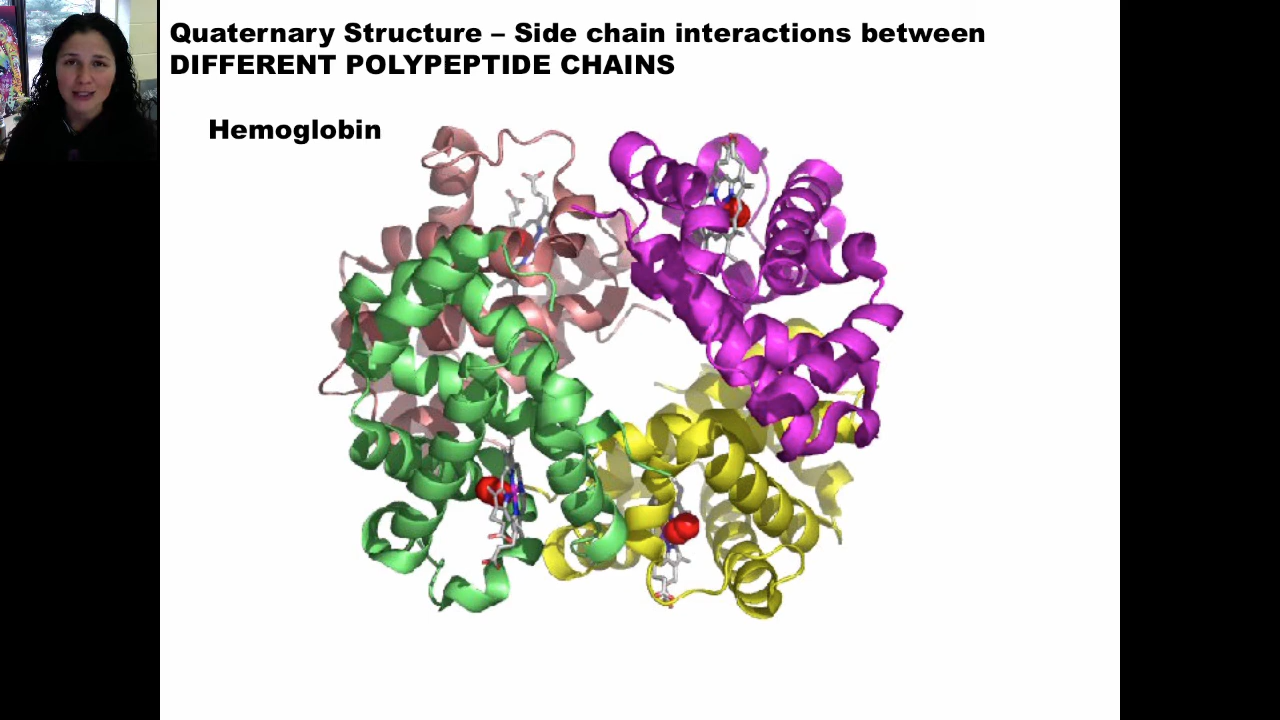 Quaternary Structure – Side chain interactions between
DIFFERENT POLYPEPTIDE CHAINS
Hemoglobin